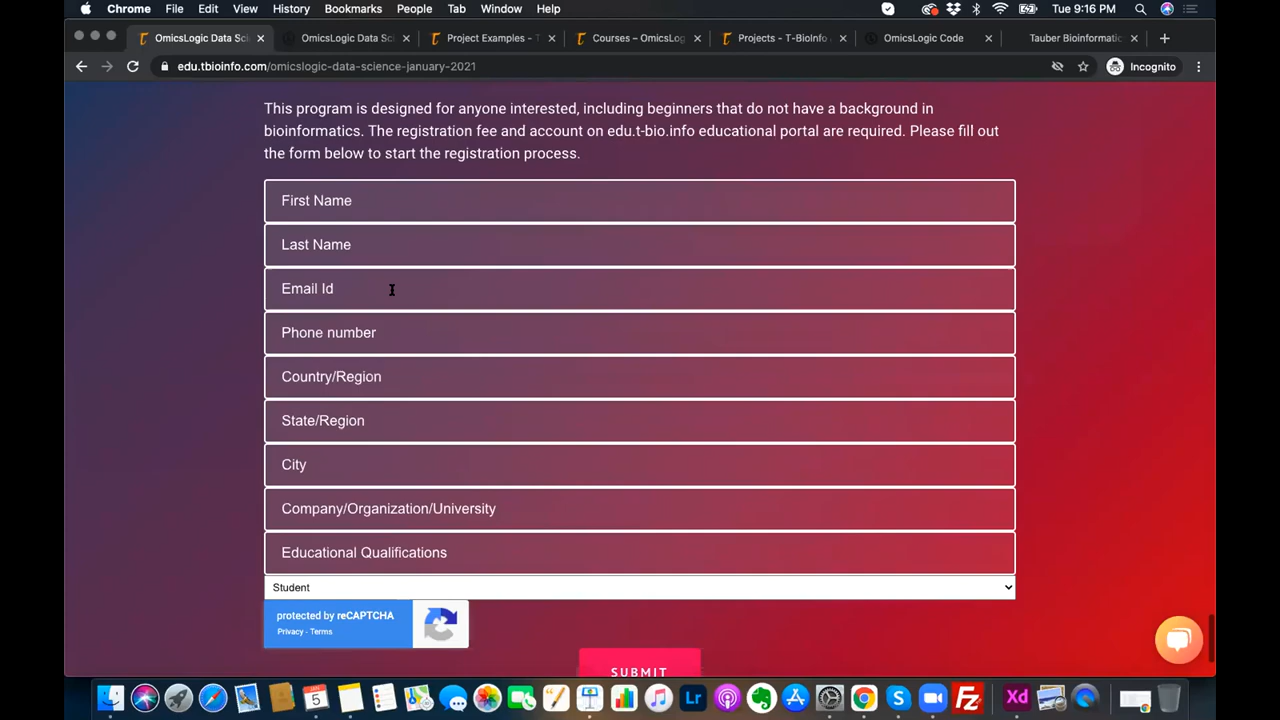 Chrome File Edit View History Bookmarks People Tab Window Help Tue 9:16 PM
OmicsLogic Data Sci OmicsLogic Data Sc Project Examples - T Courses – OmicsLog Projects - T-BioInfo OmicsLogic Code Tauber Bioinformatic
edu.tbioinfo.com/omicslogic-data-science-january-2021 Incognito
This program is designed for anyone interested, including beginners that do not have a background in
bioinformatics. The registration fee and account on edu.t-bio.info educational portal are required. Please fill out
the form below to start the registration process.
First Name
Last Name
Email Id
Phone number
Country/Region
State/Region
City
Company/Organization/University
Educational Qualifications
Student
protected by reCAPTCHA
Privacy - Terms
SUBMIT
5
Lr
Xd
Fz